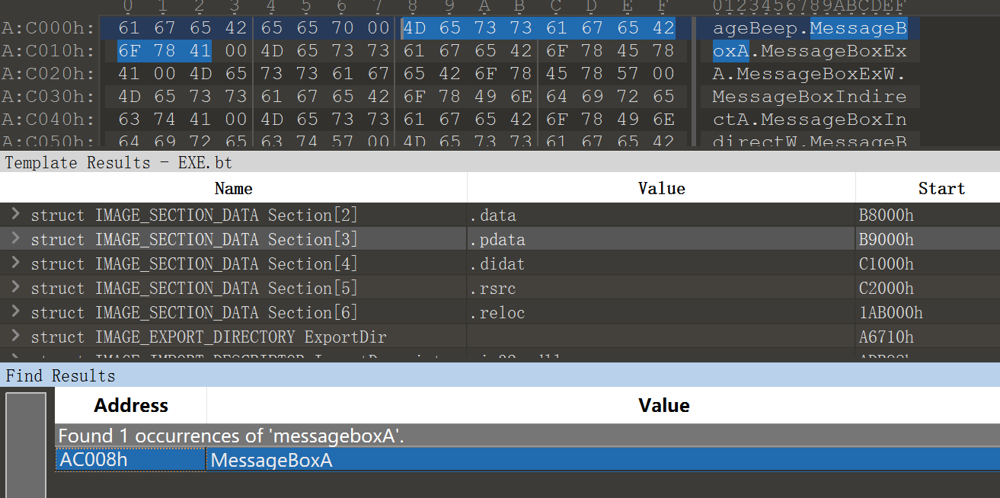 0 1 2 3 4 5 6 7 8 9 A B C D E F 0123456789ABCDEF
A:C000h: 61 67 65 42 65 65 70 00 4D 65 73 73 61 67 65 42 ageBeep.MessageB
A:C010h: 6F 78 41 00 4D 65 73 73 61 67 65 42 6F 78 45 78 oxA.MessageBoxEx
A:C020h: 41 00 4D 65 73 73 61 67 65 42 6F 78 45 78 57 00 A.MessageBoxExW.
A:C030h: 4D 65 73 73 61 67 65 42 6F 78 49 6E 64 69 72 65 MessageBoxIndire
A:C040h: 63 74 41 00 4D 65 73 73 61 67 65 42 6F 78 49 6E ctA.MessageBoxIn
A:C050h: 64 69 72 65 63 74 57 00 4D 65 73 73 61 67 65 42 directW.MessageB
Template Results - EXE.bt
Name Value Start
struct IMAGE_SECTION_DATA Section[2] .data B8000h
struct IMAGE_SECTION_DATA Section[3] .pdata B9000h
struct IMAGE_SECTION_DATA Section[4] .didat C1000h
struct IMAGE_SECTION_DATA Section[5] .rsrc C2000h
struct IMAGE_SECTION_DATA Section[6] .reloc 1AB000h
struct IMAGE_EXPORT_DIRECTORY ExportDir A6710h
Find Results
Address Value
Found 1 occurrences of 'messageboxA'.
AC008h MessageBoxA